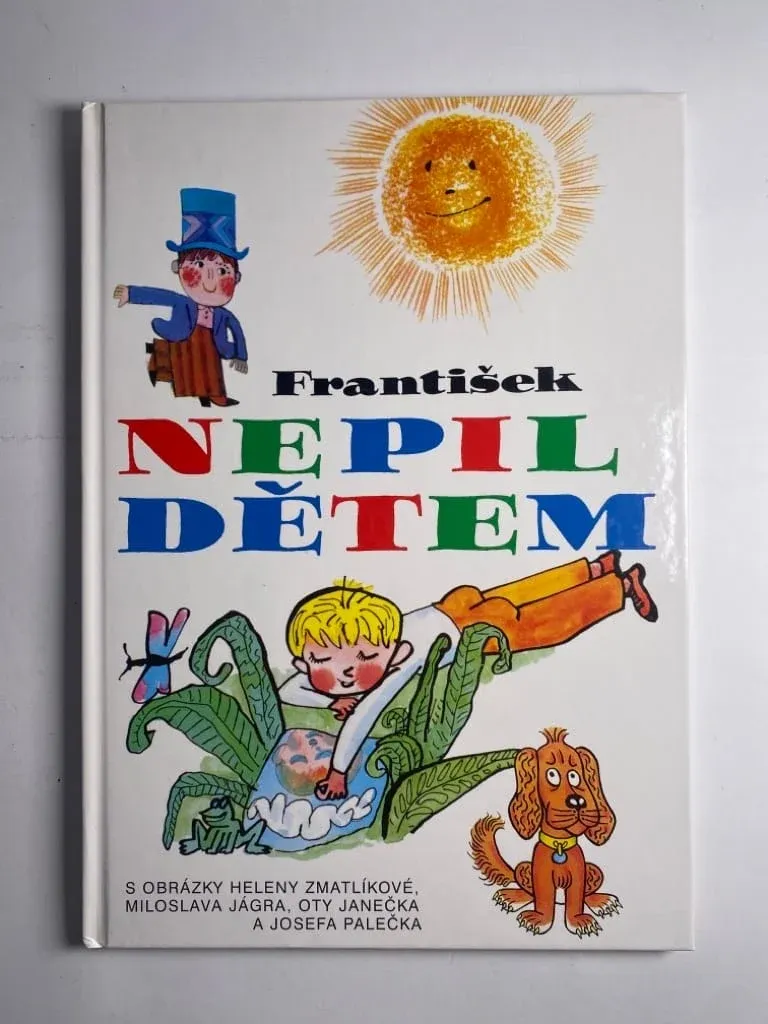 František
NEPIL
DĚTEM
S OBRÁZKY HELENY ZMATLÍKOVÉ,
MILOSLAVA JÁGRA, OTY JANEČKA
A JOSEFA PALEČKA